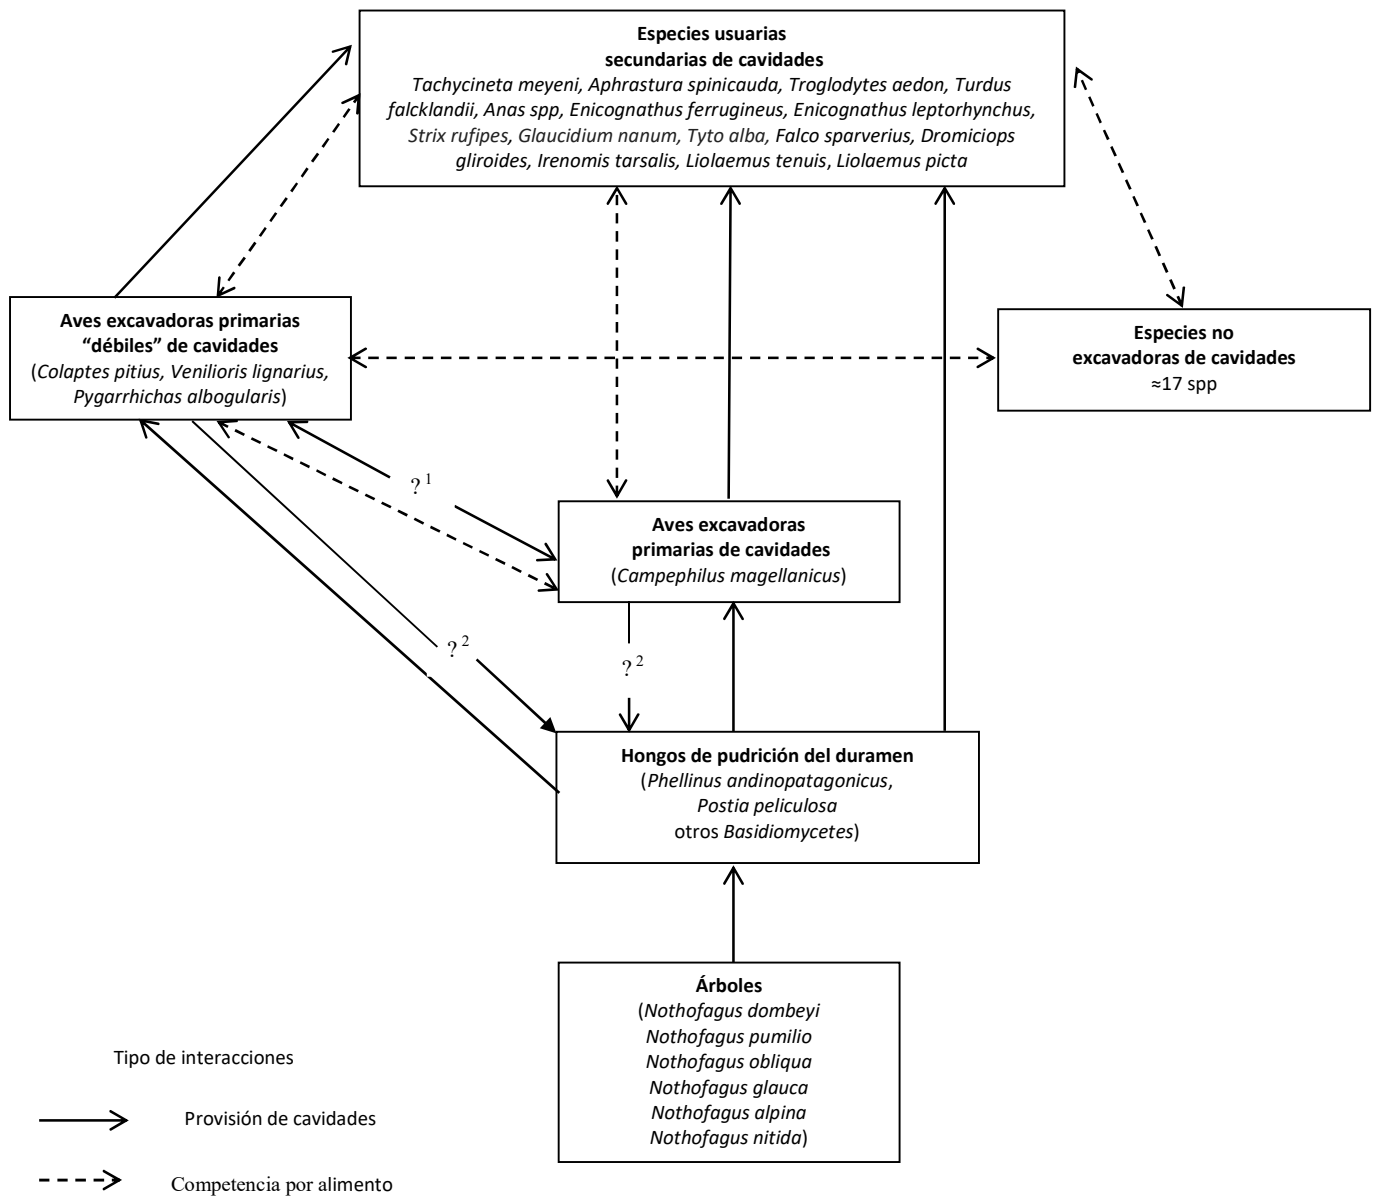 Especies usuarias
secundarias de cavidades
Tachycineta meyeni, Aphrastura spinicauda, Troglodytes aedon, Turdus
falcklandii, Anas spp, Enicognathus ferrugineus, Enicognathus leptorhynchus,
Strix rufipes, Glaucidium nanum, Tyto alba, Falco sparverius, Dromiciops
gliroides, Irenomis tarsalis, Liolaemus tenuis, Liolaemus picta
Aves excavadoras primarias
“débiles” de cavidades
(Colaptes pitius, Venilioris lignarius,
Pygarrhichas albogularis)
Especies no
excavadoras de cavidades
≈17 spp
? 1
Aves excavadoras
primarias de cavidades
(Campephilus magellanicus)
? 2
? 2
Hongos de pudrición del duramen
(Phellinus andinopatagonicus,
Postia peliculosa
otros Basidiomycetes)
Árboles
(Nothofagus dombeyi
Nothofagus pumilio
Nothofagus obliqua
Nothofagus glauca
Nothofagus alpina
Nothofagus nitida)
Tipo de interacciones
Provisión de cavidades
Competencia por alimento